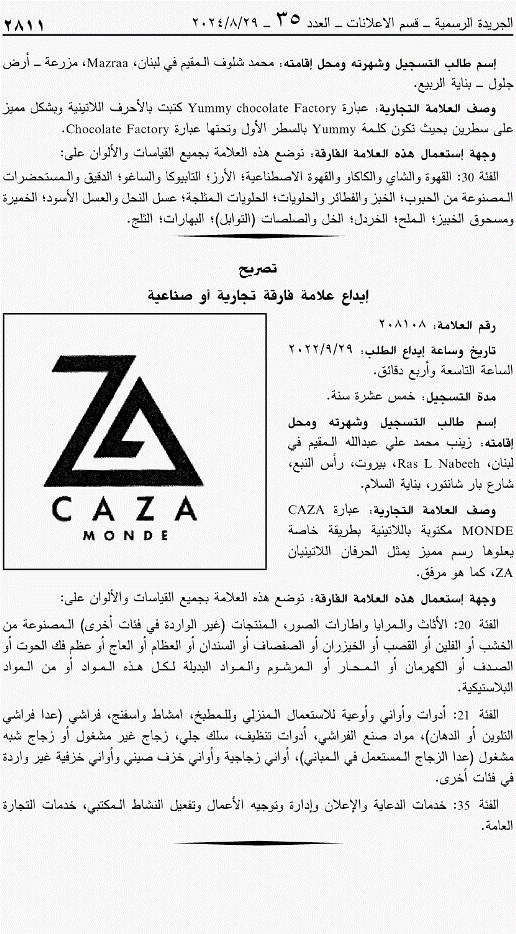 الجريدة الرسمية – قسم الاعلانات – العدد ٣٥ – ٢٠٢٤/٨/٢٩
٢٨١١
إسم طالب التسجيل وشهرته ومحل إقامته: محمد شلوف المقيم في لبنان، Mazraa، مزرعة – أرض
جلول – بناية الربيع.
وصف العلامة التجارية: عبارة Yummy chocolate Factory كتبت بالأحرف اللاتينية وبشكل مميز
على سطرين بحيث تكون كلمة Yummy بالسطر الأول وتحتها عبارة Chocolate Factory.
وجهة إستعمال هذه العلامة الفارقة: توضع هذه العلامة بجميع القياسات والألوان على:
الفئة 30: القهوة والشاي والكاكاو والقهوة الاصطناعية؛ الأرز؛ التابيوكا والساغو؛ الدقيق والمستحضرات
المصنوعة من الحبوب؛ الخبز والفطائر والحلويات؛ الحلويات المثلجة؛ عسل النحل والعسل الأسود؛ الخميرة
ومسحوق الخبيز؛ الملح؛ الخردل؛ الخل والصلصات (التوابل)؛ البهارات؛ الثلج.
تصريح
إيداع علامة فارقة تجارية أو صناعية
رقم العلامة: ٢٠٨١٠٨
تاريخ وساعة إيداع الطلب: ٢٠٢٢/٩/٢٩
الساعة التاسعة وأربع دقائق.
مدة التسجيل: خمس عشرة سنة.
إسم طالب التسجيل وشهرته ومحل
إقامته: زينب محمد علي عبدالله المقيم في
لبنان، Ras L Nabeeh، بيروت، رأس النبع،
شارع بار شانتور، بناية السلام.
وصف العلامة التجارية: عبارة CAZA
MONDE مكتوبة باللاتينية بطريقة خاصة
يعلوها رسم مميز يمثل الحرفان اللاتينيان
ZA، كما هو مرفق.
ZA
CAZA
MONDE
وجهة إستعمال هذه العلامة الفارقة: توضع هذه العلامة بجميع القياسات والألوان على:
الفئة 20: الأثاث والمرايا واطارات الصور، المنتجات (غير الواردة في فئات أخرى) المصنوعة من
الخشب أو الفلين أو القصب أو الخيزران أو الصفصاف أو السندان أو العظام أو العاج أو عظم فك الحوت أو
الصدف أو الكهرمان أو المحار أو المرشوم والمواد البديلة لكل هذه المواد أو من المواد
البلاستيكية.
الفئة 21: أدوات وأواني وأوعية للاستعمال المنزلي وللمطبخ، امشاط واسفنج، فراشي (عدا فراشي
التلوين أو الدهان)، مواد صنع الفراشي، أدوات تنظيف، سلك جلي، زجاج غير مشغول أو زجاج شبه
مشغول (عدا الزجاج المستعمل في المباني)، أواني زجاجية وأواني خزف صيني وأواني خزفية غير واردة
في فئات أخرى.
الفئة 35: خدمات الدعاية والإعلان وإدارة وتوجيه الأعمال وتفعيل النشاط المكتبي، خدمات التجارة
العامة.